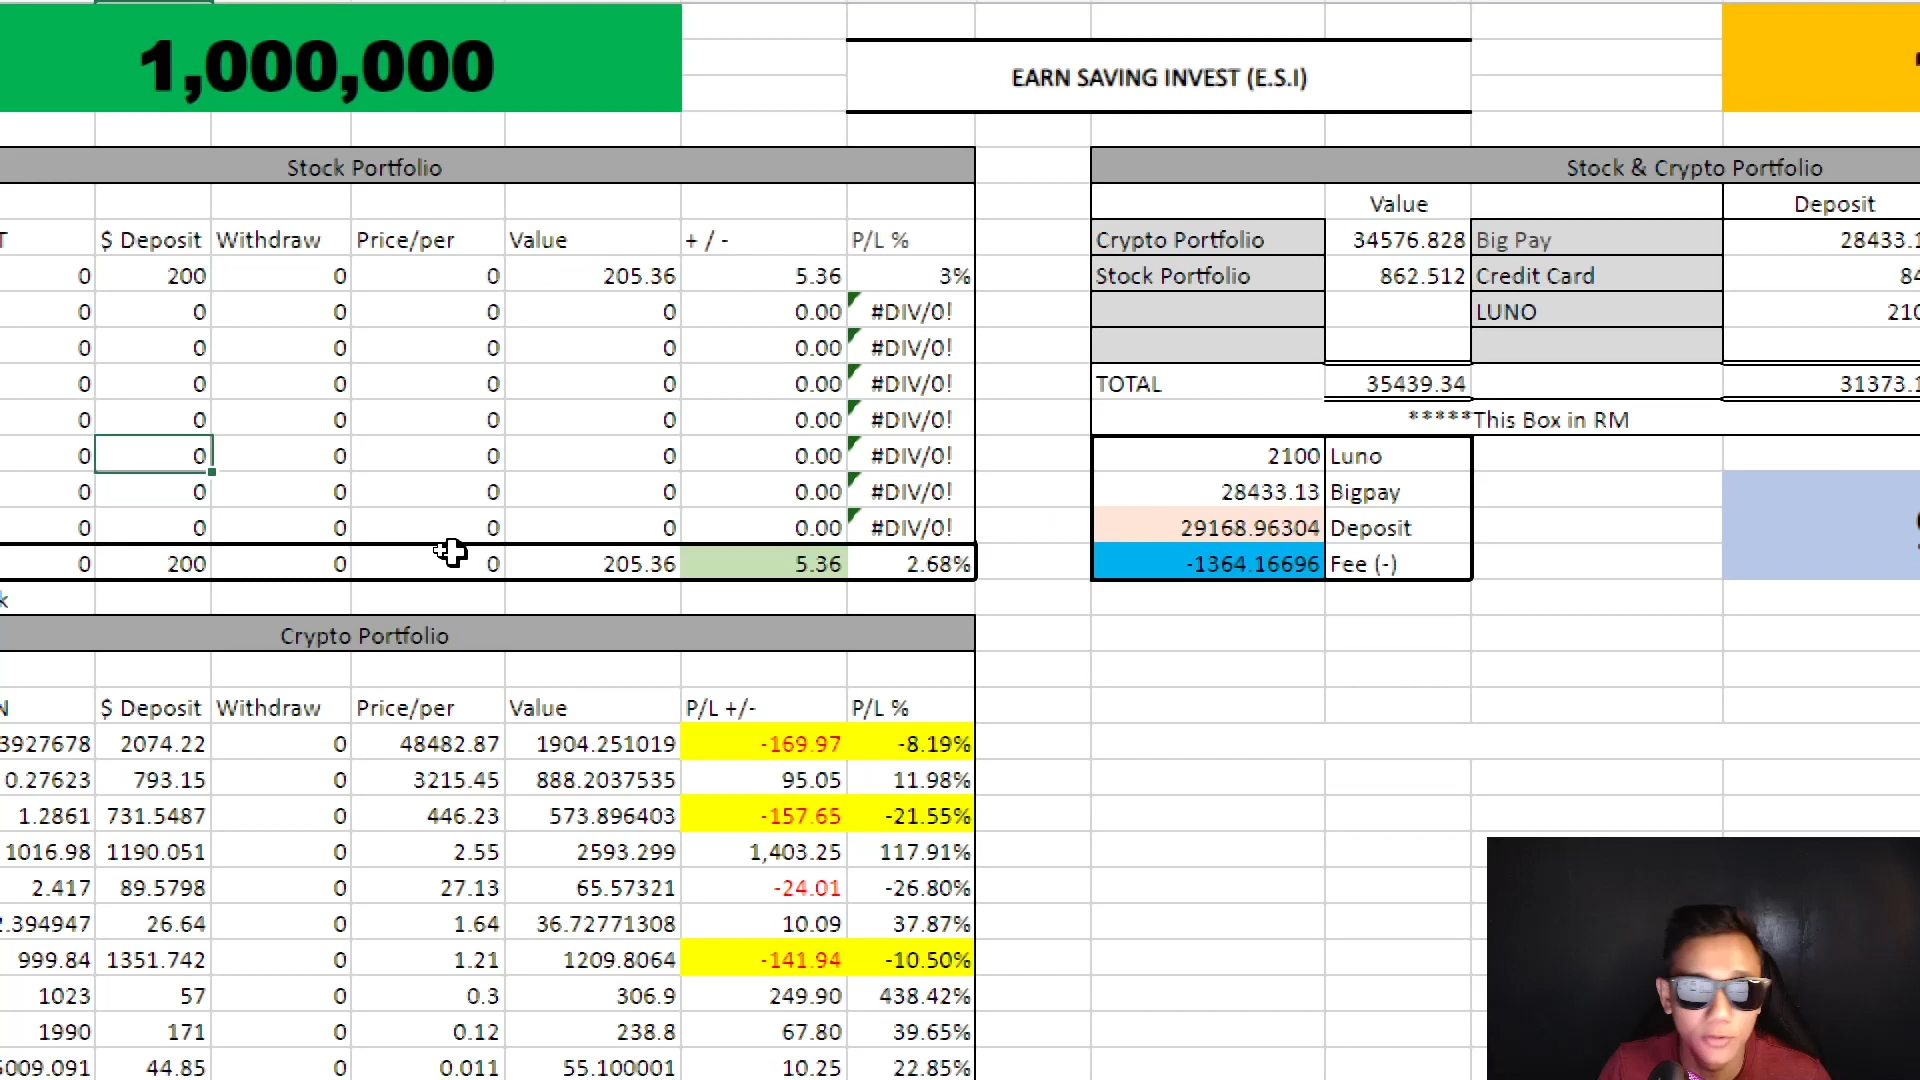 1,000,000
EARN SAVING INVEST (E.S.I)
Stock Portfolio
$ Deposit Withdraw Price/per Value + / - P/L %
0 200 0 0 205.36 5.36 3%
0 0 0 0 0 0.00 #DIV/0!
0 0 0 0 0 0.00 #DIV/0!
0 0 0 0 0 0.00 #DIV/0!
0 0 0 0 0 0.00 #DIV/0!
0 0 0 0 0 0.00 #DIV/0!
0 0 0 0 0 0.00 #DIV/0!
0 0 0 0 0 0.00 #DIV/0!
0 200 0 0 205.36 5.36 2.68%
Stock & Crypto Portfolio
Value Deposit
Crypto Portfolio 34576.828 Big Pay 28433.1
Stock Portfolio 862.512 Credit Card 84
LUNO 210
TOTAL 35439.34 31373.1
*****This Box in RM
2100 Luno
28433.13 Bigpay
29168.96304 Deposit
-1364.16696 Fee (-)
Crypto Portfolio
$ Deposit Withdraw Price/per Value P/L +/- P/L %
3927678 2074.22 0 48482.87 1904.251019 -169.97 -8.19%
0.27623 793.15 0 3215.45 888.2037535 95.05 11.98%
1.2861 731.5487 0 446.23 573.896403 -157.65 -21.55%
1016.98 1190.051 0 2.55 2593.299 1,403.25 117.91%
2.417 89.5798 0 27.13 65.57321 -24.01 -26.80%
.394947 26.64 0 1.64 36.72771308 10.09 37.87%
999.84 1351.742 0 1.21 1209.8064 -141.94 -10.50%
1023 57 0 0.3 306.9 249.90 438.42%
1990 171 0 0.12 238.8 67.80 39.65%
009.091 44.85 0 0.011 55.100001 10.25 22.85%